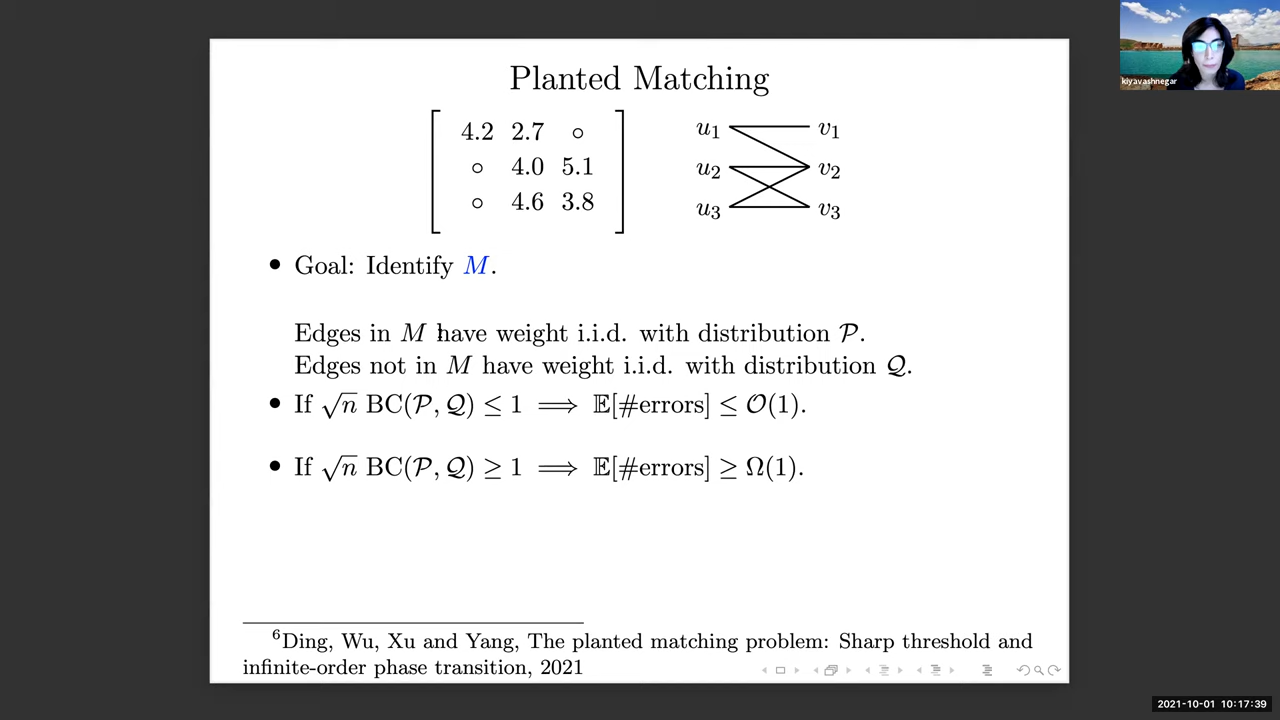 Planted Matching
4.2 2.7 ∘
∘ 4.0 5.1
∘ 4.6 3.8
u₁ v₁
u₂ v₂
u₃ v₃
• Goal: Identify M.
Edges in M have weight i.i.d. with distribution 𝒫.
Edges not in M have weight i.i.d. with distribution 𝒬.
• If √n BC(𝒫, 𝒬) ≤ 1 ⟹ 𝔼[#errors] ≤ 𝒪(1).
• If √n BC(𝒫, 𝒬) ≥ 1 ⟹ 𝔼[#errors] ≥ Ω(1).
⁶Ding, Wu, Xu and Yang, The planted matching problem: Sharp threshold and
infinite-order phase transition, 2021
kiyavashnegar
2021-10-01 10:17:39